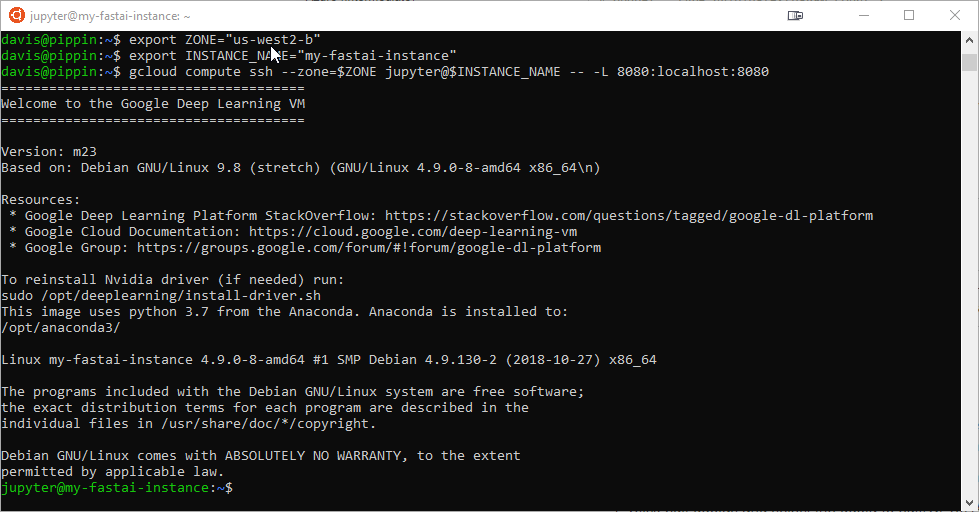 jupyter@my-fastai-instance: ~
davis@pippin:~$ export ZONE="us-west2-b"
davis@pippin:~$ export INSTANCE_NAME="my-fastai-instance"
davis@pippin:~$ gcloud compute ssh --zone=$ZONE jupyter@$INSTANCE_NAME -- -L 8080:localhost:8080
======================================
Welcome to the Google Deep Learning VM
======================================
Version: m23
Based on: Debian GNU/Linux 9.8 (stretch) (GNU/Linux 4.9.0-8-amd64 x86_64\n)
Resources:
 * Google Deep Learning Platform StackOverflow: https://stackoverflow.com/questions/tagged/google-dl-platform
 * Google Cloud Documentation: https://cloud.google.com/deep-learning-vm
 * Google Group: https://groups.google.com/forum/#!forum/google-dl-platform
To reinstall Nvidia driver (if needed) run:
sudo /opt/deeplearning/install-driver.sh
This image uses python 3.7 from the Anaconda. Anaconda is installed to:
/opt/anaconda3/
Linux my-fastai-instance 4.9.0-8-amd64 #1 SMP Debian 4.9.130-2 (2018-10-27) x86_64
The programs included with the Debian GNU/Linux system are free software;
the exact distribution terms for each program are described in the
individual files in /usr/share/doc/*/copyright.
Debian GNU/Linux comes with ABSOLUTELY NO WARRANTY, to the extent
permitted by applicable law.
jupyter@my-fastai-instance:~$